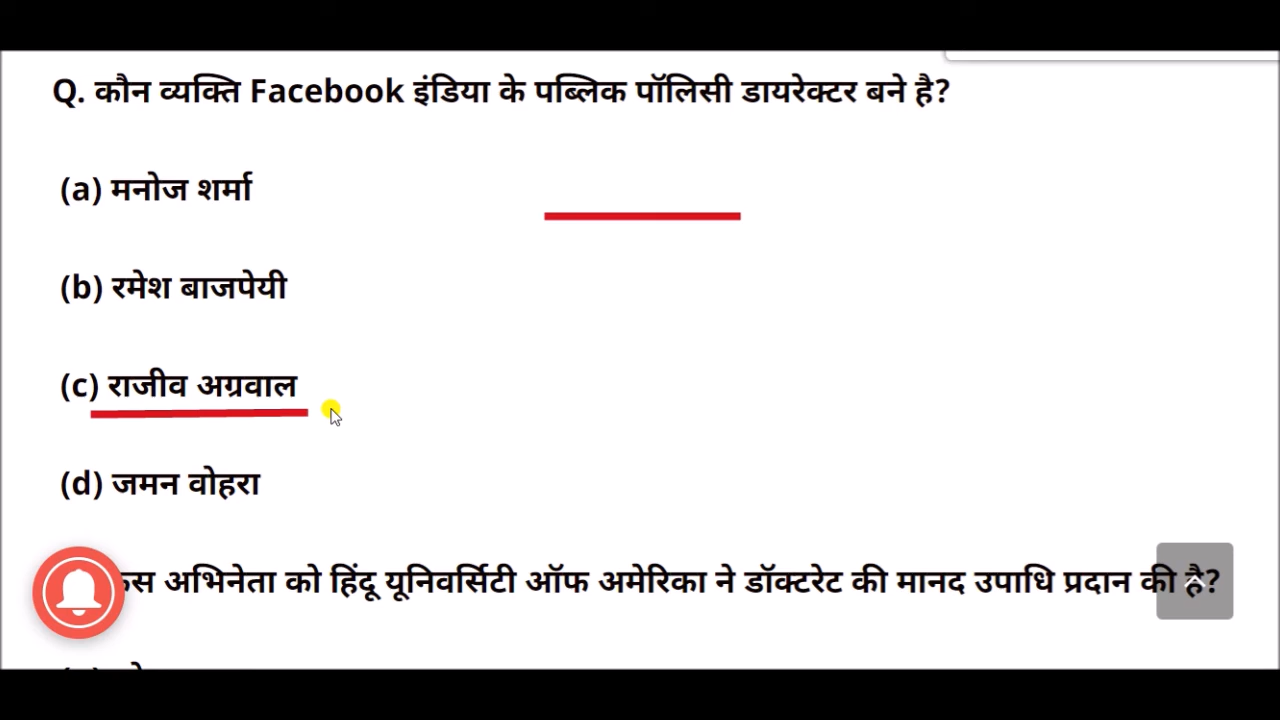 Q. कौन व्यक्ति Facebook इंडिया के पब्लिक पॉलिसी डायरेक्टर बने है?
(a) मनोज शर्मा
(b) रमेश बाजपेयी
(c) राजीव अग्रवाल
(d) जमन वोहरा
अभिनेता को हिंदू यूनिवर्सिटी ऑफ अमेरिका ने डॉक्टरेट की मानद उपाधि प्रदान की है?